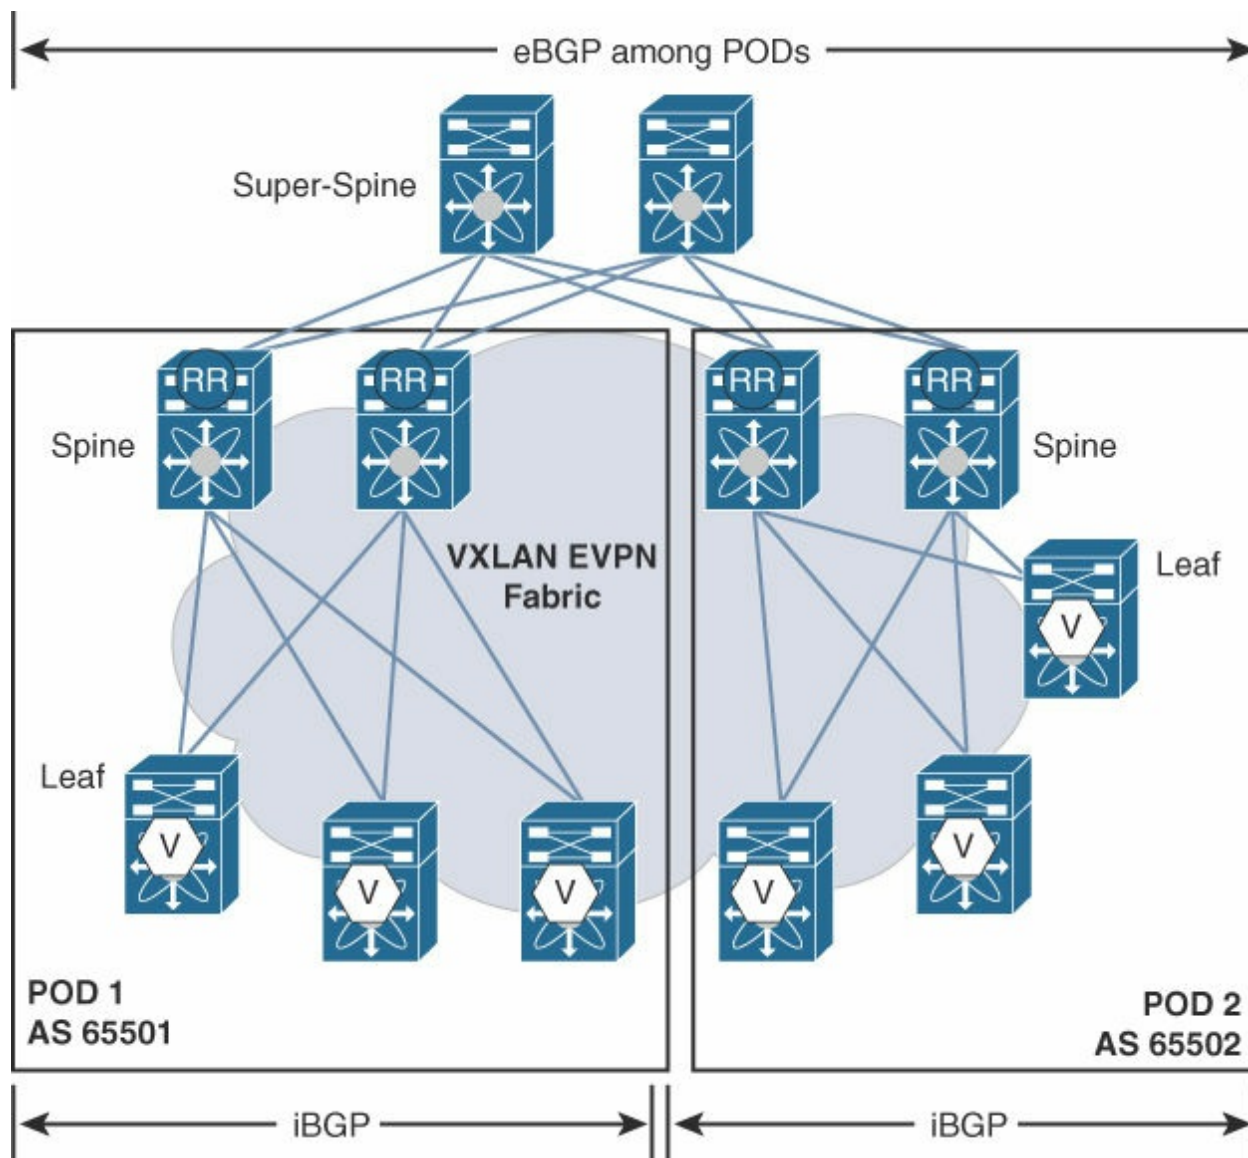 eBGP among PODs
Super-Spine
RR
RR
RR
RR
Spine
Spine
VXLAN EVPN
Fabric
Leaf
V
Leaf
V
V
V
V
V
POD 1
AS 65501
POD 2
AS 65502
iBGP
iBGP